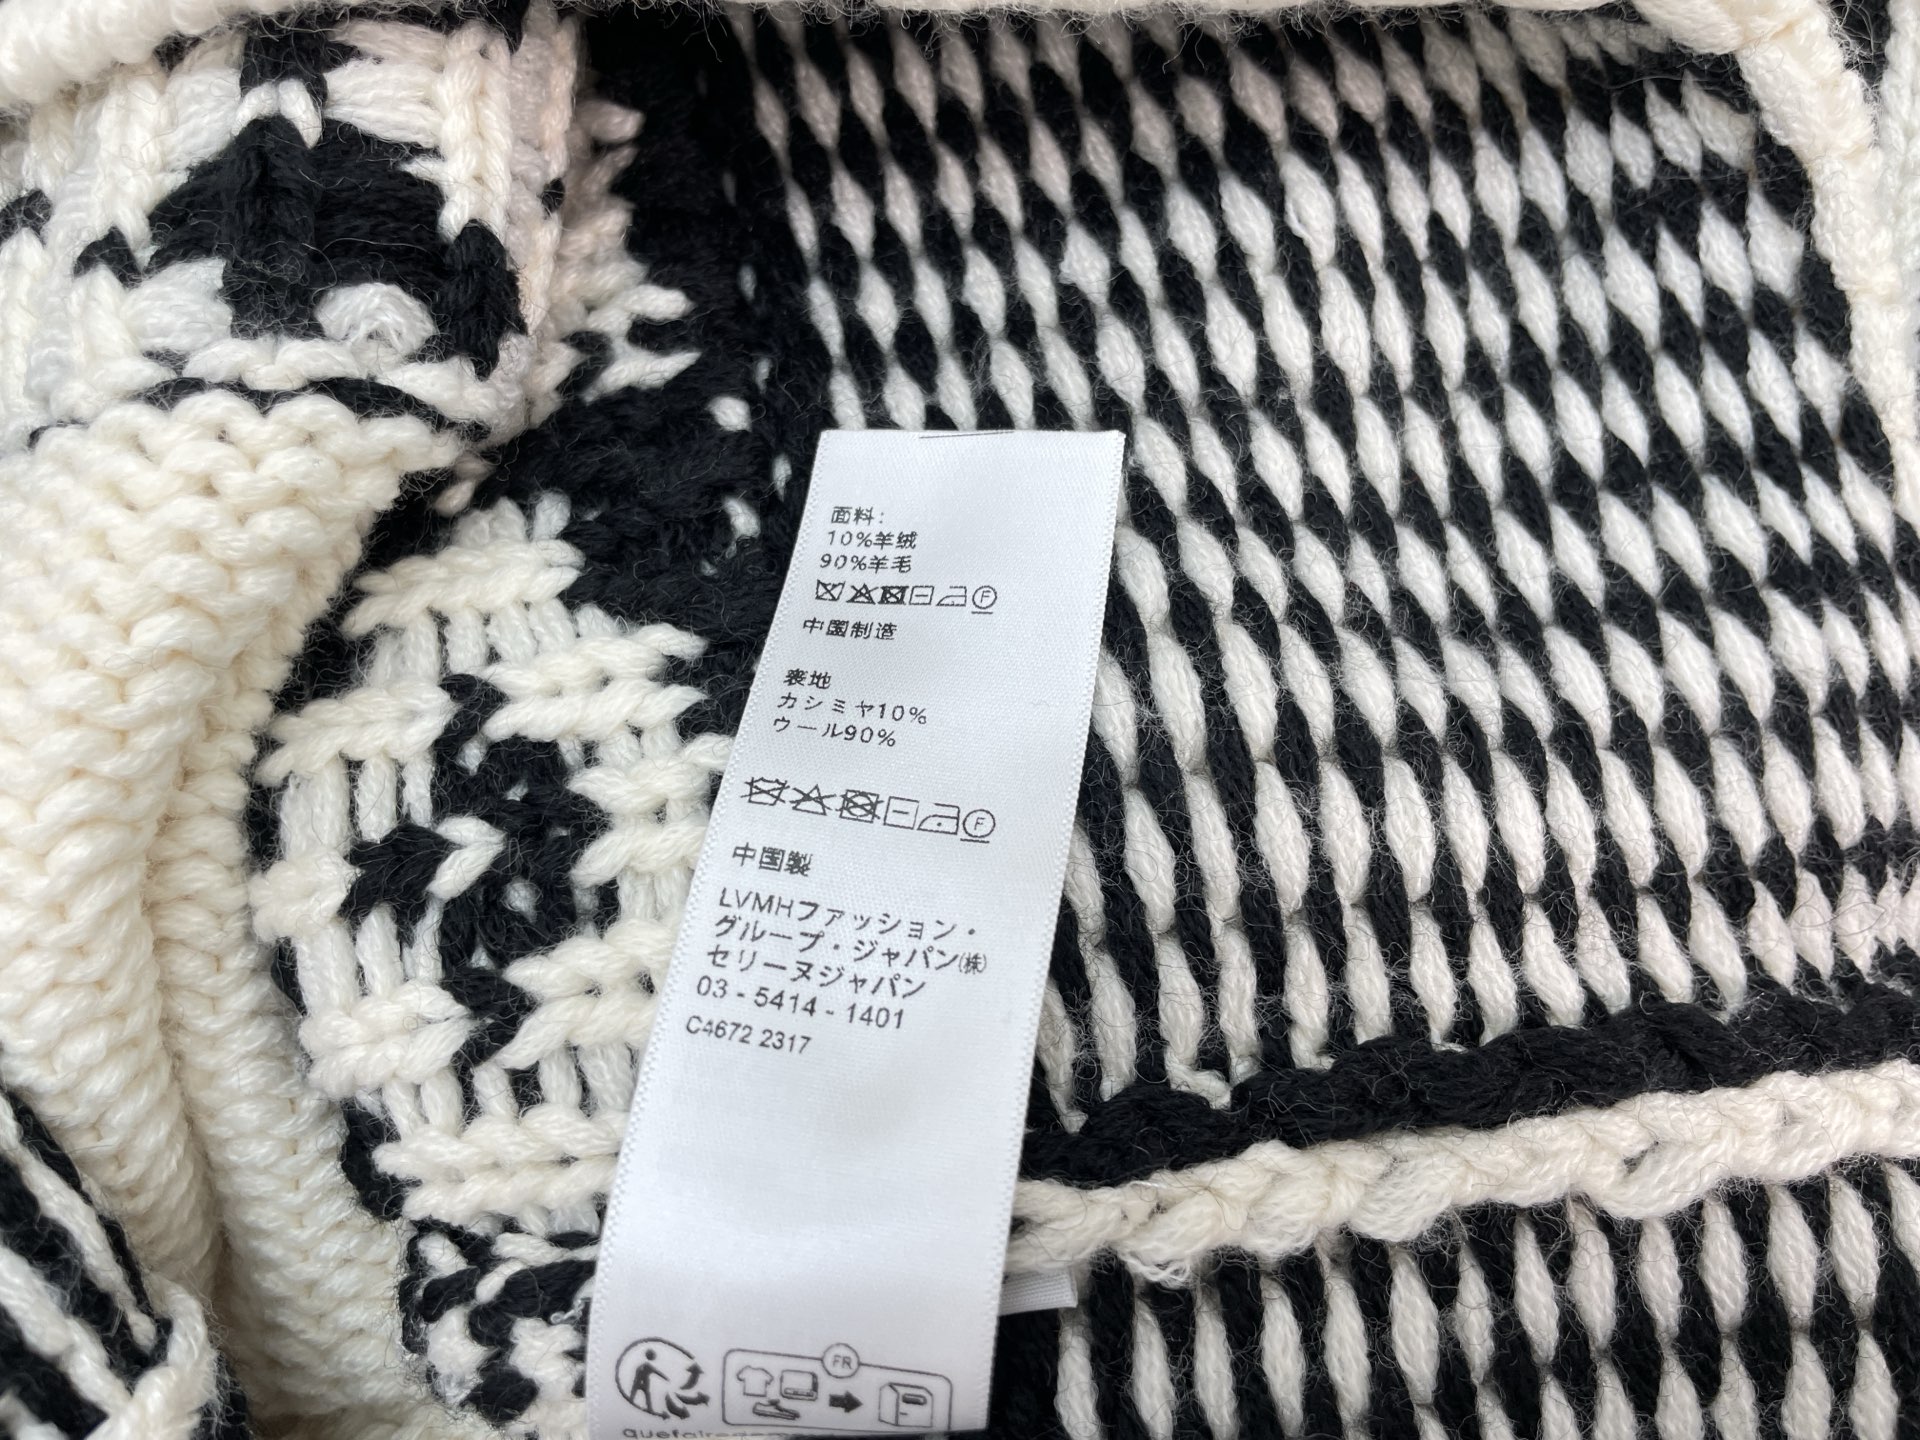 面料:
10%羊绒
90%羊毛
F
中国制造
表地
カシミヤ10%
ウール90%
F
中国製
LVMHファッション・
グループ・ジャパン㈱
セリーヌジャパン
03 - 5414 - 1401
C4672 2317
FR